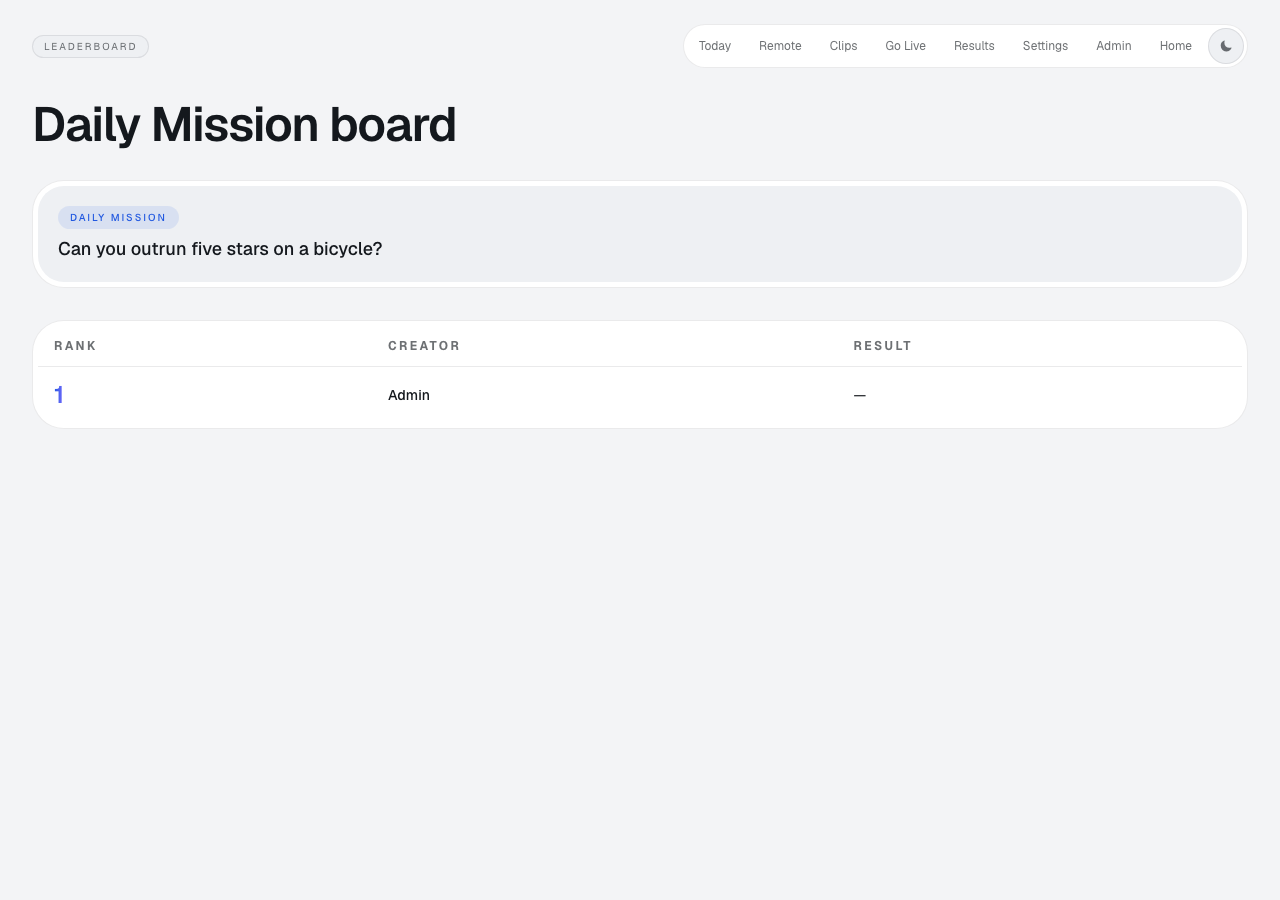 LEADERBOARD
Today Remote Clips Go Live Results Settings Admin Home
Daily Mission board
DAILY MISSION
Can you outrun five stars on a bicycle?
RANK CREATOR RESULT
1 Admin —